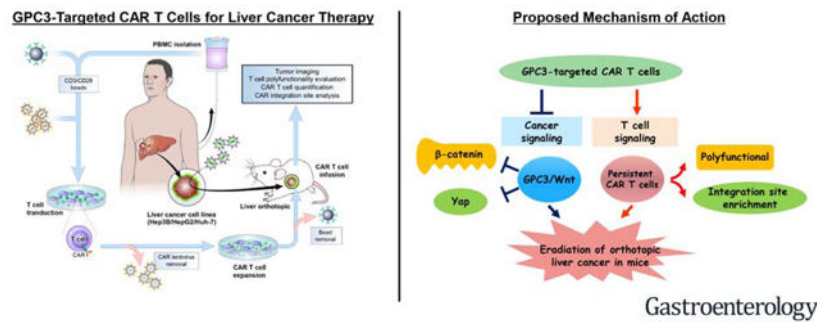 GPC3-Targeted CAR T Cells for Liver Cancer Therapy
PBMC isolation
CD3/CD28
beads
Tumor imaging
T cell polyfunctionality evaluation
CAR T cell quantification
CAR integration site analysis
CAR T cell
infusion
T cell
transduction
Liver cancer cell lines
(Hep3B/HepG2/Huh-7)
Liver orthotopic
T cells
CAR
CAR lentivirus
removal
CAR T cell
expansion
Bead
removal
Proposed Mechanism of Action
GPC3-targeted CAR T cells
Cancer
signaling
T cell
signaling
β-catenin
Yap
GPC3/Wnt
Persistent
CAR T cells
Polyfunctional
Integration site
enrichment
Eradiation of orthotopic
liver cancer in mice
Gastroenterology